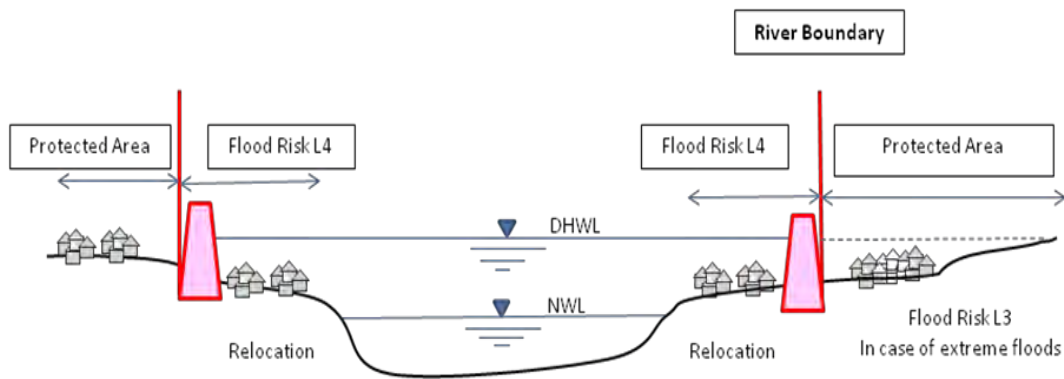 River Boundary
Protected Area
Flood Risk L4
Flood Risk L4
Protected Area
DHWL
NWL
Relocation
Relocation
Flood Risk L3
In case of extreme floods